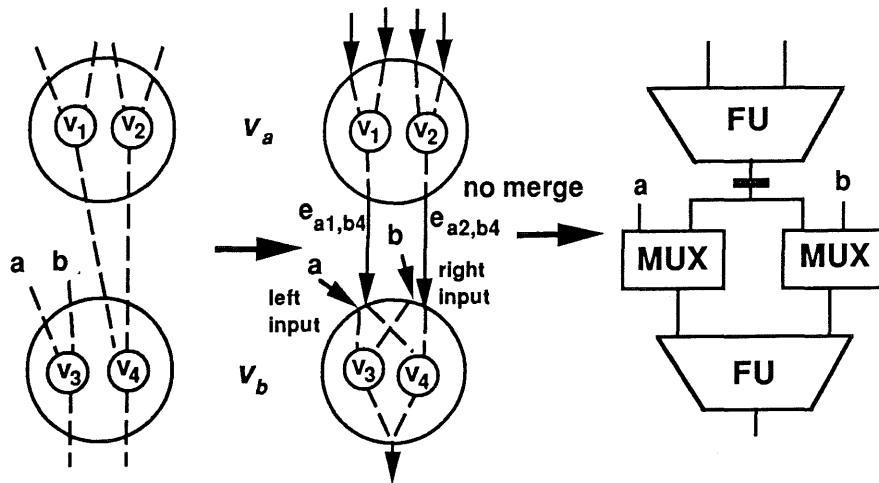 v1
v2
v3
v4
a
b
Va
Vb
v1
v2
ea1,b4
ea2,b4
a
b
left
input
right
input
v3
v4
no merge
FU
a
b
MUX
MUX
FU